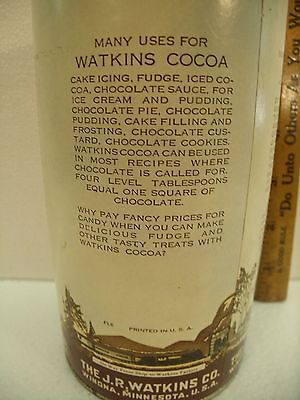 MANY USES FOR
WATKINS COCOA
CAKE ICING, FUDGE, ICED CO-
COA, CHOCOLATE SAUCE, FOR
ICE CREAM AND PUDDING,
CHOCOLATE PIE, CHOCOLATE
PUDDING, CAKE FILLING AND
FROSTING, CHOCOLATE CUS-
TARD, CHOCOLATE COOKIES.
WATKINS COCOA CAN BE USED
IN MOST RECIPES WHERE
CHOCOLATE IS CALLED FOR.
FOUR LEVEL TABLESPOONS
EQUAL ONE SQUARE OF
CHOCOLATE.
WHY PAY FANCY PRICES FOR
CANDY WHEN YOU CAN MAKE
DELICIOUS FUDGE AND
OTHER TASTY TREATS WITH
WATKINS COCOA?
PRINTED IN U.S.A.
THE J.R. WATKINS CO.
WINONA, MINNESOTA, U.S.A.
"Do Unto Others As You Wo
A GOOD RULE